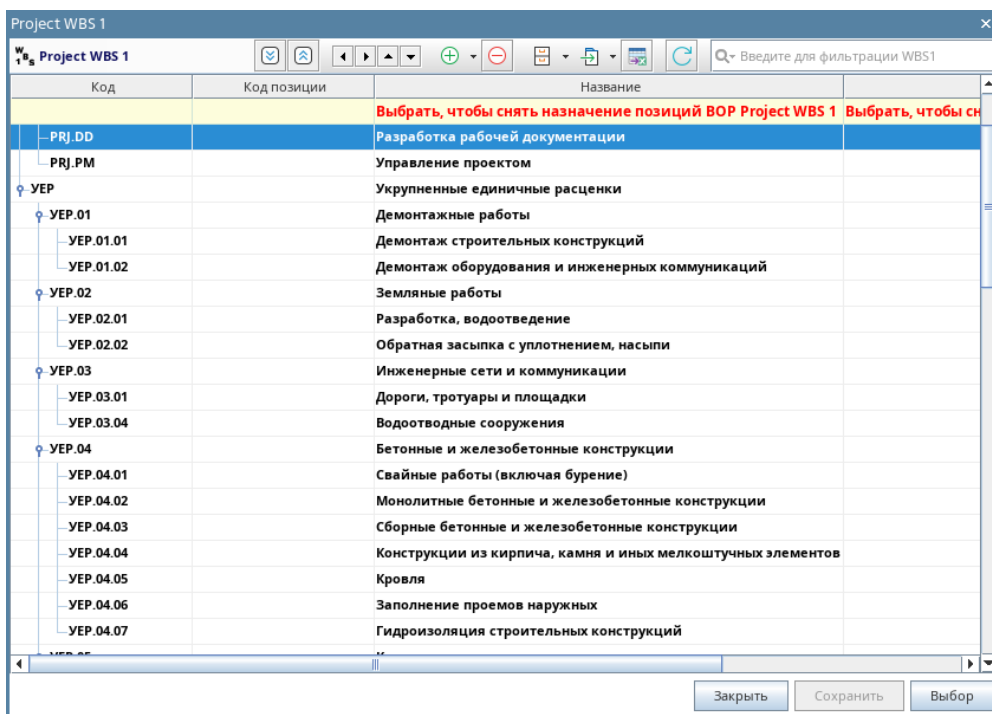 Project WBS 1
Project WBS 1 Введите для фильтрации WBS1
Код Код позиции Название
Выбрать, чтобы снять назначение позиций BOP Project WBS 1 Выбрать, чтобы сн
PRJ.DD Разработка рабочей документации
PRJ.PM Управление проектом
УЕР Укрупненные единичные расценки
УЕР.01 Демонтажные работы
УЕР.01.01 Демонтаж строительных конструкций
УЕР.01.02 Демонтаж оборудования и инженерных коммуникаций
УЕР.02 Земляные работы
УЕР.02.01 Разработка, водоотведение
УЕР.02.02 Обратная засыпка с уплотнением, насыпи
УЕР.03 Инженерные сети и коммуникации
УЕР.03.01 Дороги, тротуары и площадки
УЕР.03.04 Водоотводные сооружения
УЕР.04 Бетонные и железобетонные конструкции
УЕР.04.01 Свайные работы (включая бурение)
УЕР.04.02 Монолитные бетонные и железобетонные конструкции
УЕР.04.03 Сборные бетонные и железобетонные конструкции
УЕР.04.04 Конструкции из кирпича, камня и иных мелкоштучных элементов
УЕР.04.05 Кровля
УЕР.04.06 Заполнение проемов наружных
УЕР.04.07 Гидроизоляция строительных конструкций
Закрыть Сохранить Выбор